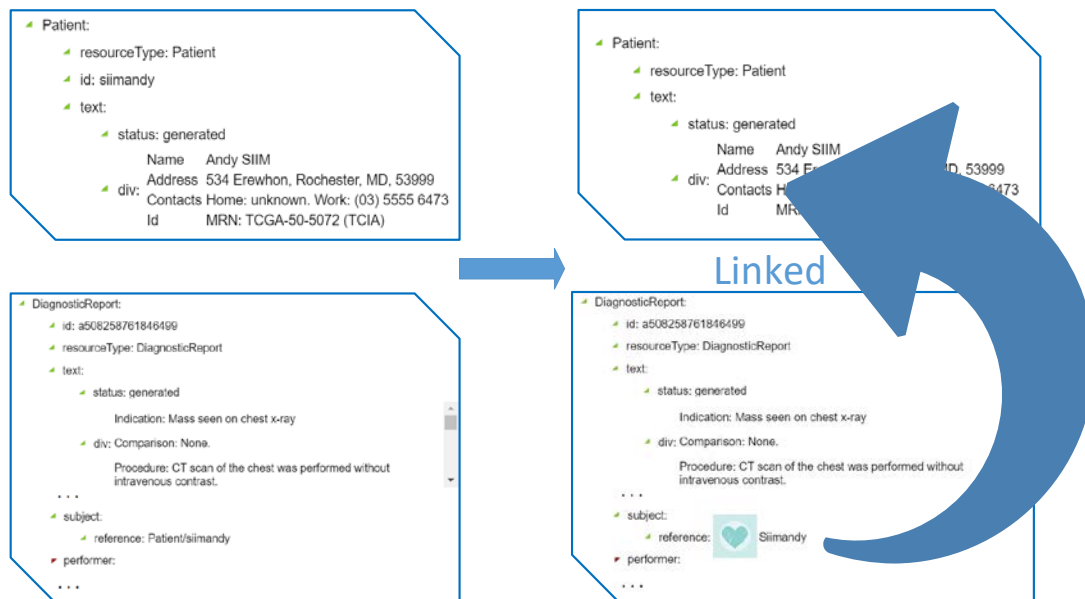 Patient:
resourceType: Patient
id: siimandy
text:
status: generated
Name Andy SIIM
Address 534 Erewhon, Rochester, MD, 53999
div:
Contacts Home: unknown. Work: (03) 5555 6473
Id MRN: TCGA-50-5072 (TCIA)
Patient:
resourceType: Patient
text:
status: generated
Name Andy SIIM
Address 534 D, 53999
div:
Contacts 6473
Id
Linked
DiagnosticReport:
id: a508258761846499
resourceType: DiagnosticReport
text:
status: generated
Indication: Mass seen on chest x-ray
div: Comparison: None.
Procedure: CT scan of the chest was performed without
intravenous contrast.
. . .
subject:
reference: Patient/siimandy
performer:
. . .
DiagnosticReport:
id: a508258761846499
resourceType: DiagnosticReport
text:
status: generated
Indication: Mass seen on chest x-ray
div: Comparison: None.
Procedure: CT scan of the chest was performed without
intravenous contrast.
. . .
subject:
reference: Siimandy
performer:
. . .